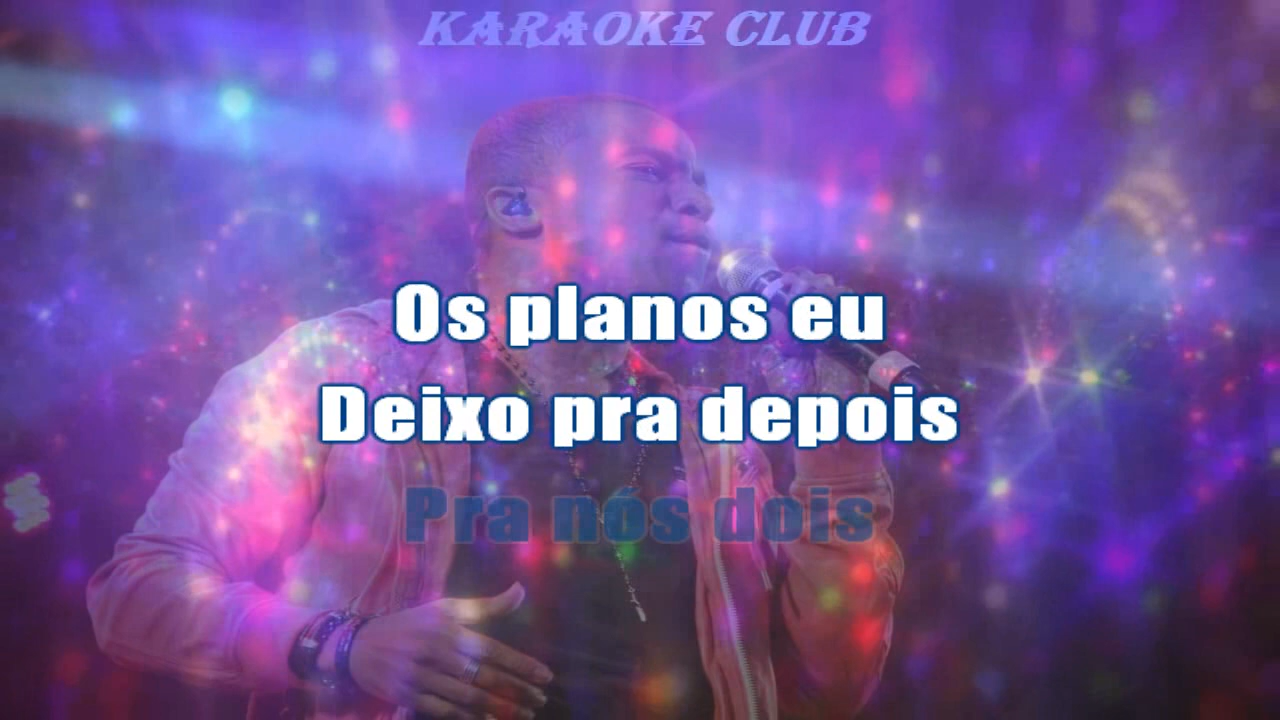 KARAOKE CLUB
Os planos eu
Deixo pra depois
Pra nós dois